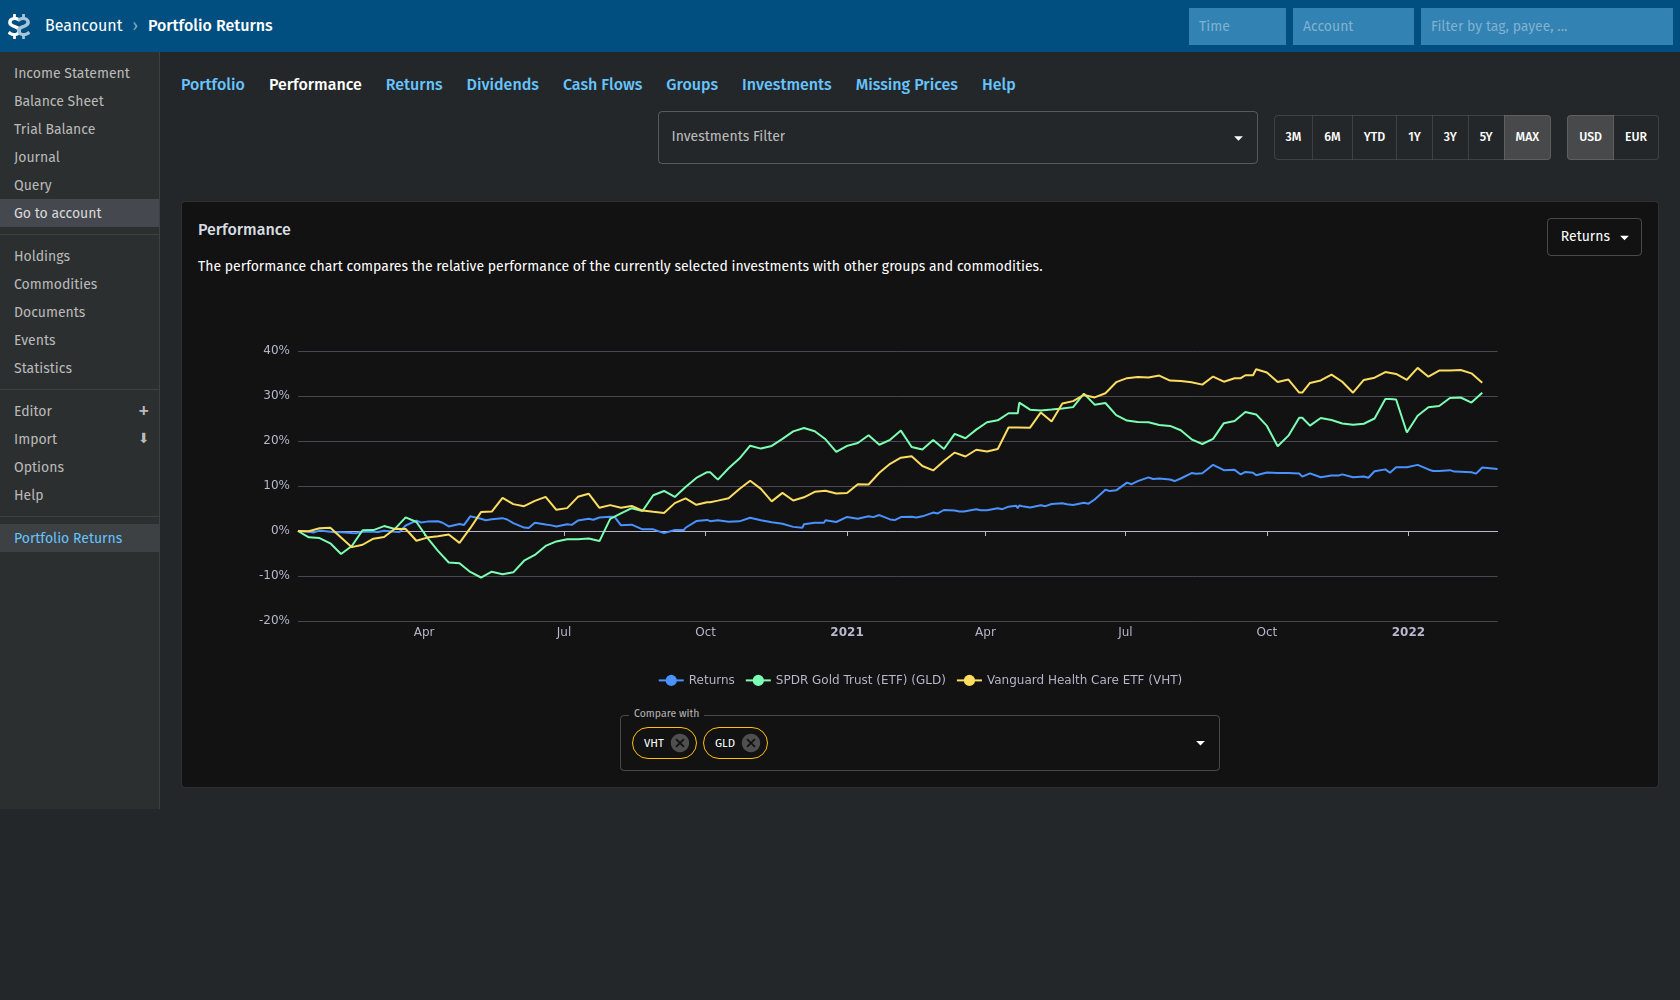 Beancount › Portfolio Returns
Time
Account
Filter by tag, payee, ...
Income Statement
Balance Sheet
Trial Balance
Journal
Query
Go to account
Holdings
Commodities
Documents
Events
Statistics
Editor +
Import
Options
Help
Portfolio Returns
Portfolio Performance Returns Dividends Cash Flows Groups Investments Missing Prices Help
Investments Filter
3M 6M YTD 1Y 3Y 5Y MAX
USD EUR
Performance
Returns
The performance chart compares the relative performance of the currently selected investments with other groups and commodities.
40%
30%
20%
10%
0%
-10%
-20%
Apr Jul Oct 2021 Apr Jul Oct 2022
Returns SPDR Gold Trust (ETF) (GLD) Vanguard Health Care ETF (VHT)
Compare with
VHT GLD